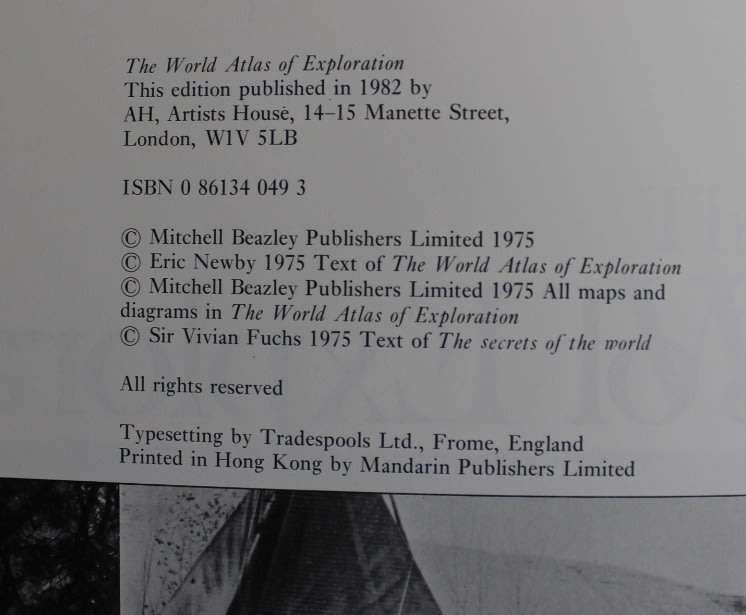 The World Atlas of Exploration
This edition published in 1982 by
AH, Artists House, 14–15 Manette Street,
London, W1V 5LB
ISBN 0 86134 049 3
© Mitchell Beazley Publishers Limited 1975
© Eric Newby 1975 Text of The World Atlas of Exploration
© Mitchell Beazley Publishers Limited 1975 All maps and
diagrams in The World Atlas of Exploration
© Sir Vivian Fuchs 1975 Text of The secrets of the world
All rights reserved
Typesetting by Tradespools Ltd., Frome, England
Printed in Hong Kong by Mandarin Publishers Limited